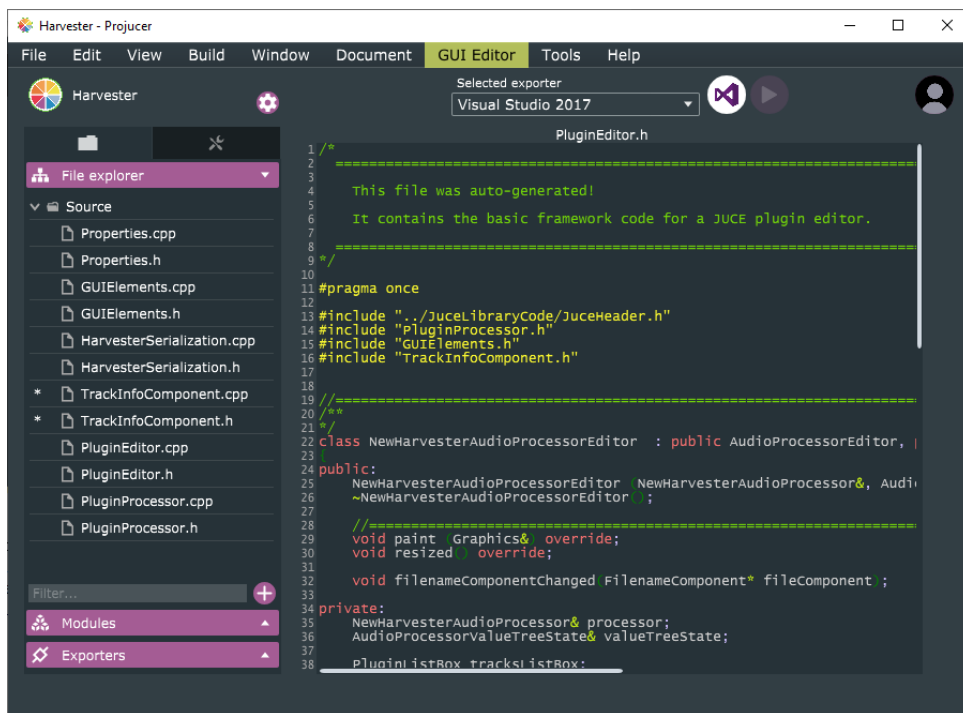 Harvester - Projucer
File Edit View Build Window Document GUI Editor Tools Help
Harvester
Selected exporter
Visual Studio 2017
PluginEditor.h
File explorer
Source
Properties.cpp
Properties.h
GUIElements.cpp
GUIElements.h
HarvesterSerialization.cpp
HarvesterSerialization.h
* TrackInfoComponent.cpp
* TrackInfoComponent.h
PluginEditor.cpp
PluginEditor.h
PluginProcessor.cpp
PluginProcessor.h
Filter...
Modules
Exporters
1 /*
2 ==============================================================================
3
4 This file was auto-generated!
5
6 It contains the basic framework code for a JUCE plugin editor.
7
8 ==============================================================================
9 */
10
11 #pragma once
12
13 #include "../JuceLibraryCode/JuceHeader.h"
14 #include "PluginProcessor.h"
15 #include "GUIElements.h"
16 #include "TrackInfoComponent.h"
17
18
19 //==============================================================================
20 /**
21 */
22 class NewHarvesterAudioProcessorEditor : public AudioProcessorEditor,
23 {
24 public:
25 NewHarvesterAudioProcessorEditor (NewHarvesterAudioProcessor&, Audi
26 ~NewHarvesterAudioProcessorEditor();
27
28 //==============================================================================
29 void paint (Graphics&) override;
30 void resized() override;
31
32 void filenameComponentChanged(FilenameComponent* fileComponent);
33
34 private:
35 NewHarvesterAudioProcessor& processor;
36 AudioProcessorValueTreeState& valueTreeState;
37
38 PluginListBox tracksListBox;